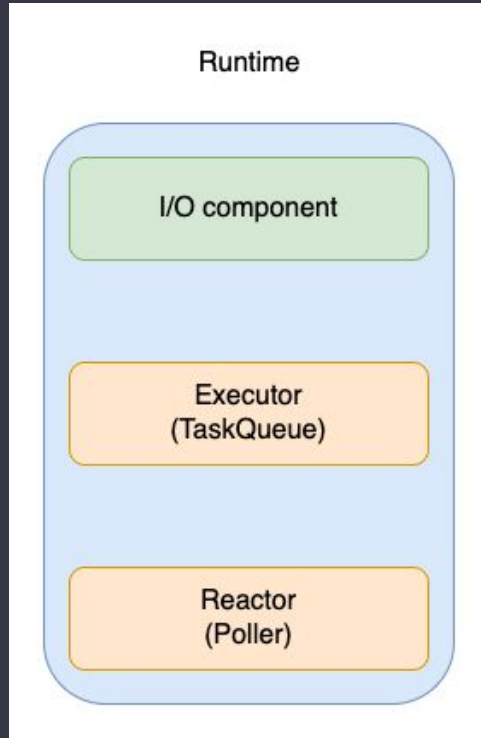 Runtime
I/O component
Executor
(TaskQueue)
Reactor
(Poller)